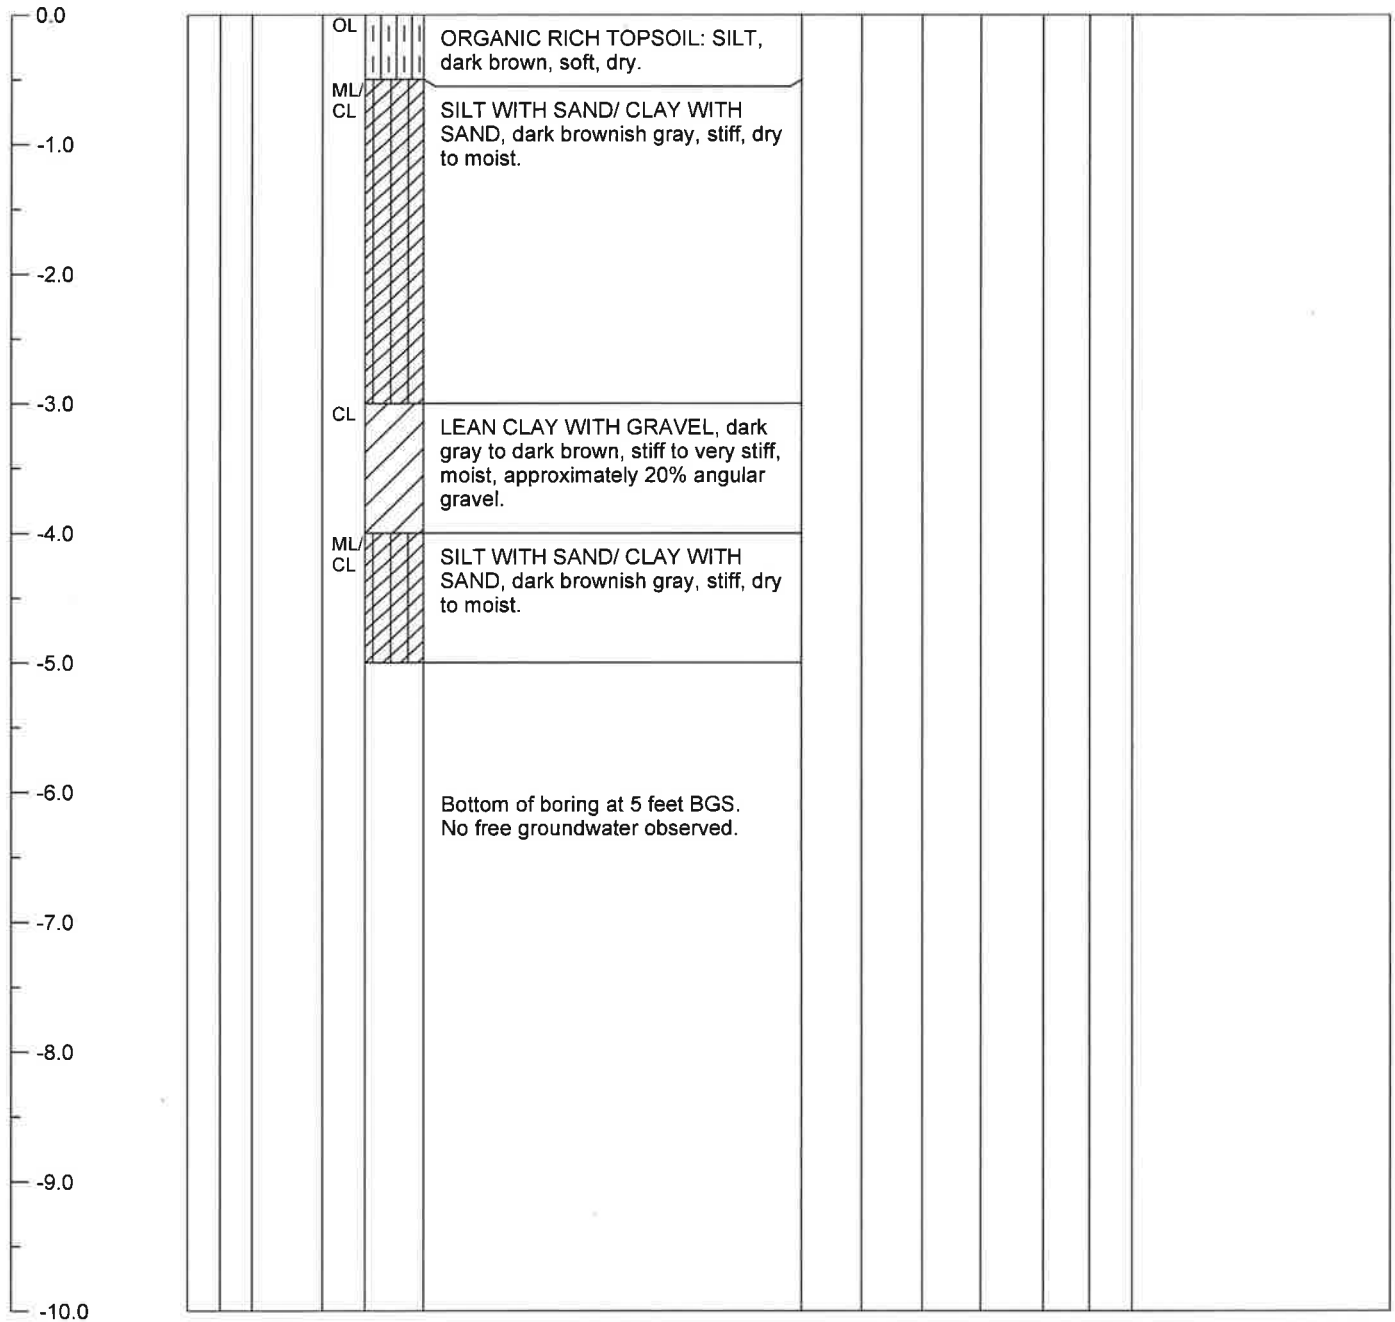 0.0
OL
ORGANIC RICH TOPSOIL: SILT,
dark brown, soft, dry.
ML/
CL
SILT WITH SAND/ CLAY WITH
SAND, dark brownish gray, stiff, dry
to moist.
-1.0
-2.0
-3.0
CL
LEAN CLAY WITH GRAVEL, dark
gray to dark brown, stiff to very stiff,
moist, approximately 20% angular
gravel.
-4.0
ML/
CL
SILT WITH SAND/ CLAY WITH
SAND, dark brownish gray, stiff, dry
to moist.
-5.0
-6.0
Bottom of boring at 5 feet BGS.
No free groundwater observed.
-7.0
-8.0
-9.0
-10.0